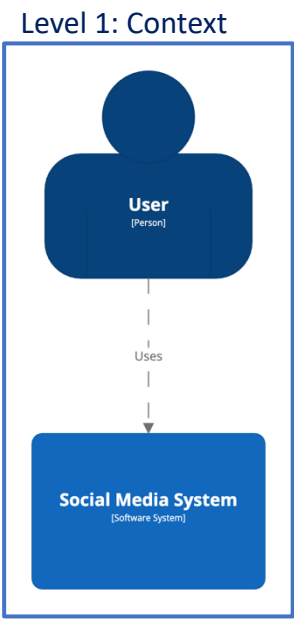 Level 1: Context
User
[Person]
Uses
Social Media System
[Software System]